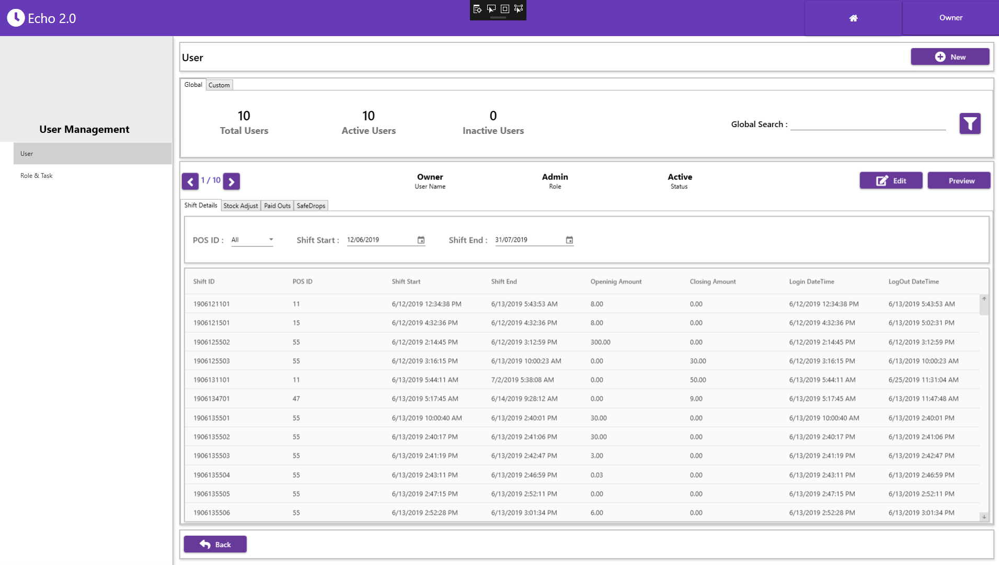 Echo 2.0
Owner
User Management
User
Role & Task
User
New
Global Custom
10 10 0
Total Users Active Users Inactive Users
Global Search :
1 / 10
Owner Admin Active
User Name Role Status
Edit Preview
Shift Details Stock Adjust Paid Outs SafeDrops
POS ID : All Shift Start : 12/06/2019 Shift End : 31/07/2019
Shift ID POS ID Shift Start Shift End Openinig Amount Closing Amount Login DateTime LogOut DateTime
1906121101 11 6/12/2019 12:34:38 PM 6/13/2019 5:43:53 AM 8.00 0.00 6/12/2019 12:34:38 PM 6/13/2019 5:43:53 AM
1906121501 15 6/12/2019 4:32:36 PM 6/12/2019 4:32:36 PM 8.00 0.00 6/12/2019 4:32:36 PM 6/13/2019 5:02:31 PM
1906125502 55 6/12/2019 2:14:45 PM 6/12/2019 3:12:59 PM 300.00 0.00 6/12/2019 2:14:45 PM 6/12/2019 3:12:59 PM
1906125503 55 6/12/2019 3:16:15 PM 6/13/2019 10:00:23 AM 0.00 30.00 6/12/2019 3:16:15 PM 6/13/2019 10:00:23 AM
1906131101 11 6/13/2019 5:44:11 AM 7/2/2019 5:38:08 AM 0.00 50.00 6/13/2019 5:44:11 AM 6/25/2019 11:31:04 AM
1906134701 47 6/13/2019 5:17:45 AM 6/14/2019 9:28:12 AM 0.00 9.00 6/13/2019 5:17:45 AM 6/13/2019 11:47:48 AM
1906135501 55 6/13/2019 10:00:40 AM 6/13/2019 2:40:01 PM 30.00 0.00 6/13/2019 10:00:40 AM 6/13/2019 2:40:01 PM
1906135502 55 6/13/2019 2:40:17 PM 6/13/2019 2:41:06 PM 30.00 0.00 6/13/2019 2:40:17 PM 6/13/2019 2:41:06 PM
1906135503 55 6/13/2019 2:41:19 PM 6/13/2019 2:42:47 PM 3.00 0.00 6/13/2019 2:41:19 PM 6/13/2019 2:42:47 PM
1906135504 55 6/13/2019 2:43:11 PM 6/13/2019 2:46:59 PM 0.03 0.00 6/13/2019 2:43:11 PM 6/13/2019 2:46:59 PM
1906135505 55 6/13/2019 2:47:15 PM 6/13/2019 2:52:11 PM 0.00 0.00 6/13/2019 2:47:15 PM 6/13/2019 2:52:11 PM
1906135506 55 6/13/2019 2:52:28 PM 6/13/2019 3:01:34 PM 6.00 0.00 6/13/2019 2:52:28 PM 6/13/2019 3:01:34 PM
Back